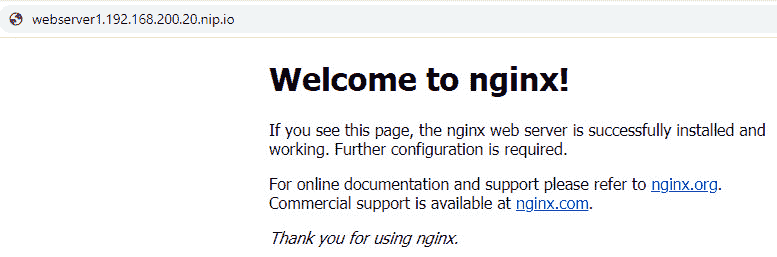 webserver1.192.168.200.20.nip.io
Welcome to nginx!
If you see this page, the nginx web server is successfully installed and
working. Further configuration is required.
For online documentation and support please refer to nginx.org.
Commercial support is available at nginx.com.
Thank you for using nginx.